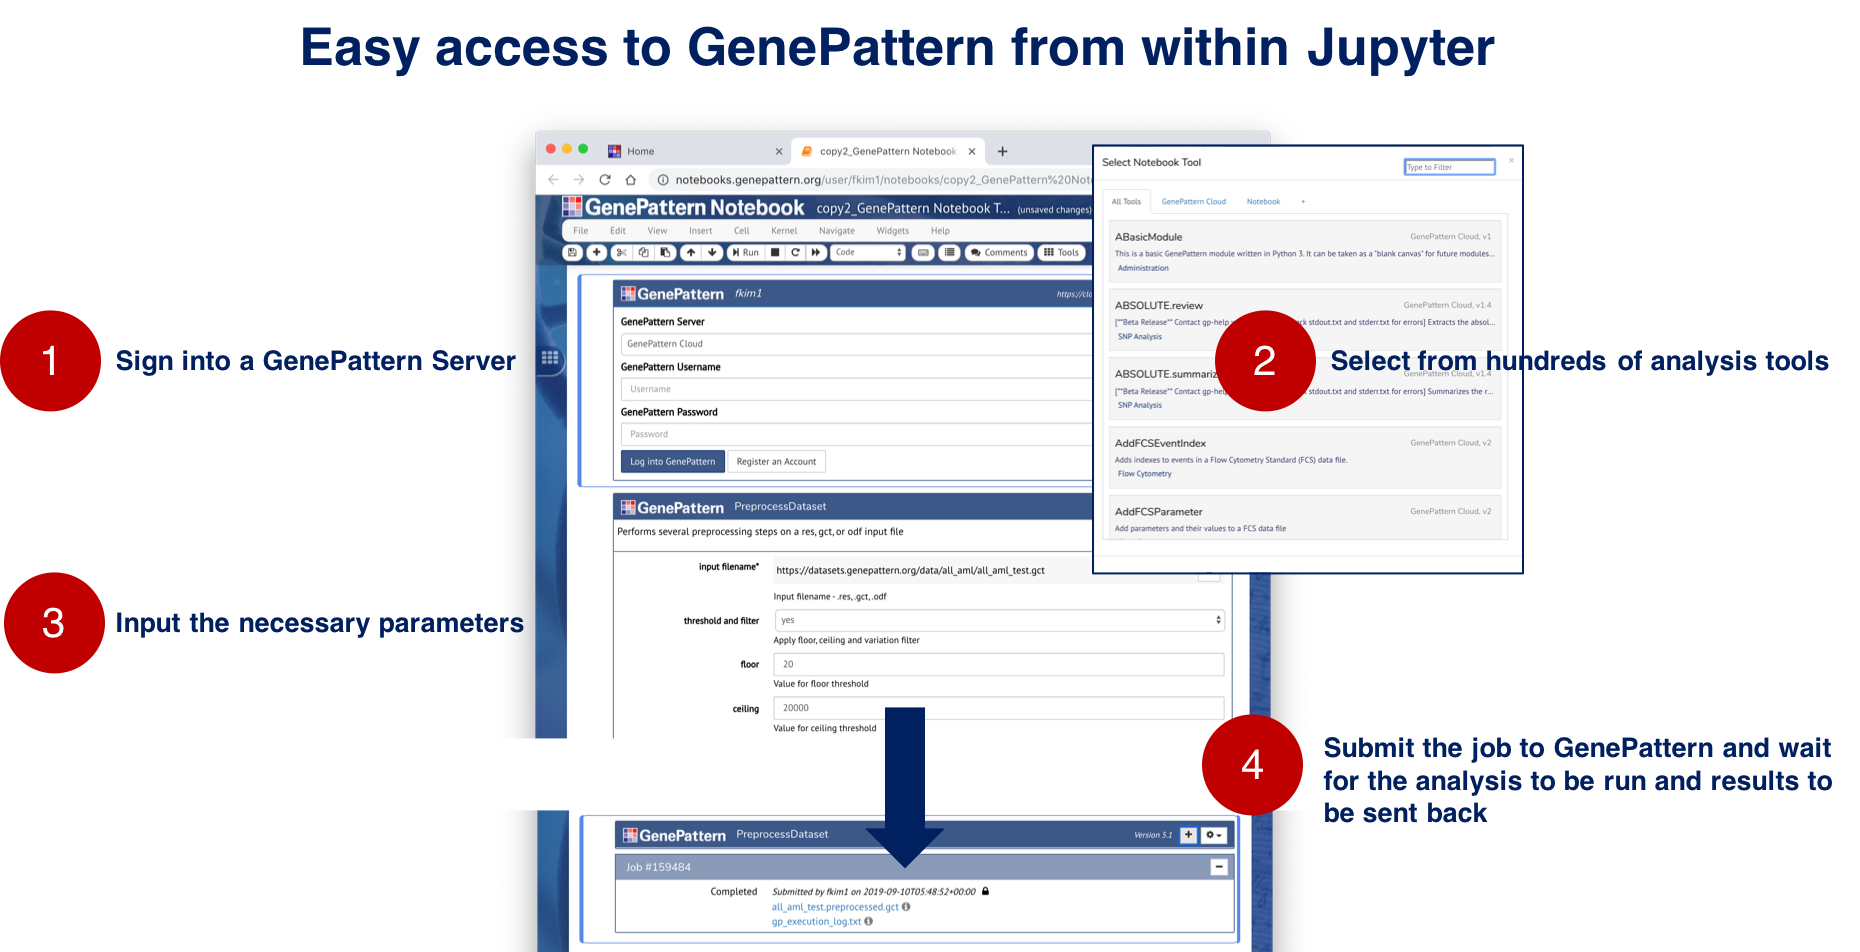 Easy access to GenePattern from within Jupyter
Home
copy2_GenePattern Notebook
notebooks.genepattern.org/user/fkim1/notebooks/copy2_GenePattern%20Not
GenePattern Notebook copy2_GenePattern Notebook T... (unsaved changes)
File Edit View Insert Cell Kernel Navigate Widgets Help
Run Code Comments Tools
GenePattern fkim1
GenePattern Server
GenePattern Cloud
GenePattern Username
Username
GenePattern Password
Password
Log into GenePattern Register an Account
1
Sign into a GenePattern Server
Select Notebook Tool
Type to Filter
All Tools GenePattern Cloud Notebook +
ABasicModule GenePattern Cloud, v1
This is a basic GenePattern module written in Python 3. It can be taken as a "blank canvas" for future modules...
Administration
ABSOLUTE.review GenePattern Cloud, v1.4
[**Beta Release** Contact gp-help stdout.txt and stderr.txt for errors] Extracts the absol...
SNP Analysis
ABSOLUTE.summariz GenePattern Cloud, v1.4
[**Beta Release** Contact gp-help stdout.txt and stderr.txt for errors] Summarizes the r...
SNP Analysis
AddFCSEventIndex GenePattern Cloud, v2
Adds indexes to events in a Flow Cytometry Standard (FCS) data file.
Flow Cytometry
AddFCSParameter GenePattern Cloud, v2
Add parameters and their values to a FCS data file
2
Select from hundreds of analysis tools
GenePattern PreprocessDataset
Performs several preprocessing steps on a res, gct, or odf input file
input filename* https://datasets.genepattern.org/data/all_aml/all_aml_test.gct
Input filename - .res, .gct, .odf
threshold and filter yes
Apply floor, ceiling and variation filter
floor 20
Value for floor threshold
ceiling 20000
Value for ceiling threshold
3
Input the necessary parameters
4
Submit the job to GenePattern and wait
for the analysis to be run and results to
be sent back
GenePattern PreprocessDataset Version 5.1
Job #159484
Completed Submitted by fkim1 on 2019-09-10T05:48:52+00:00
all_aml_test.preprocessed.gct
gp_execution_log.txt